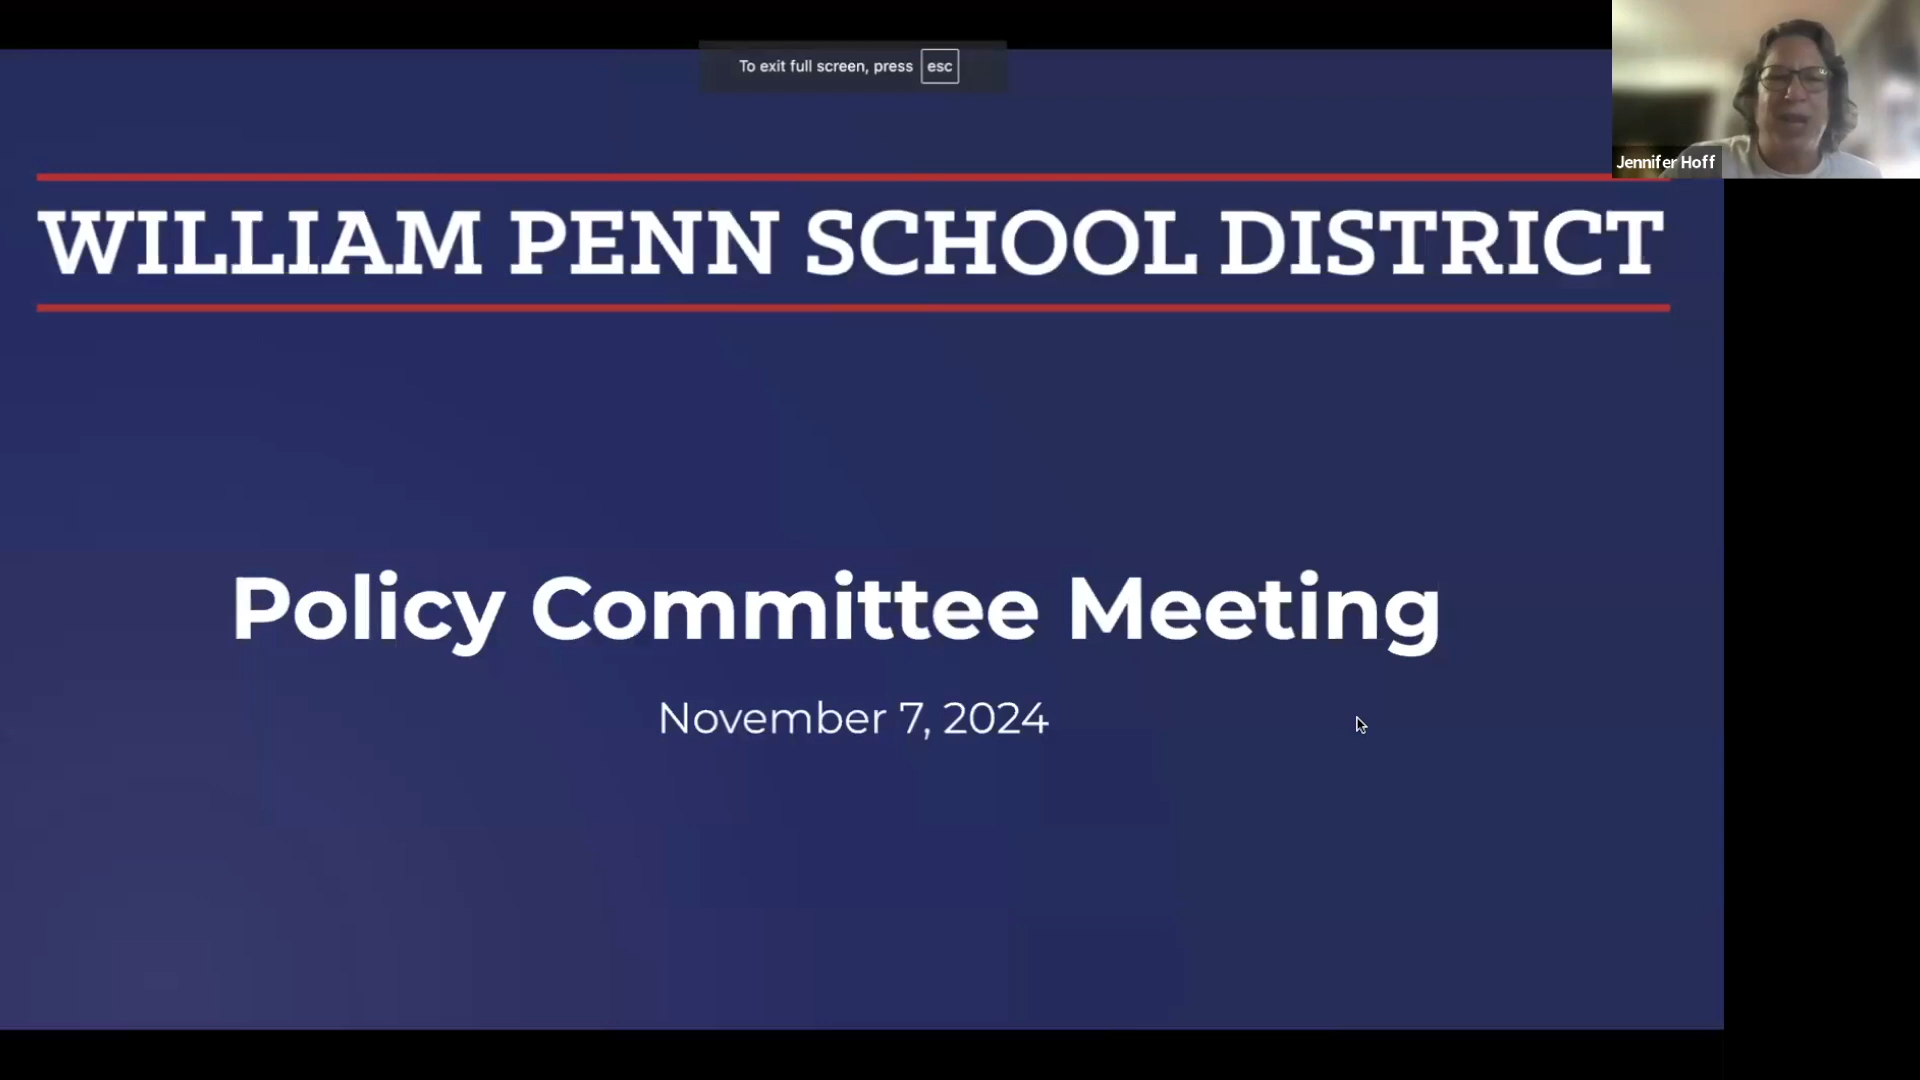 To exit full screen, press esc
Jennifer Hoff
WILLIAM PENN SCHOOL DISTRICT
Policy Committee Meeting
November 7, 2024